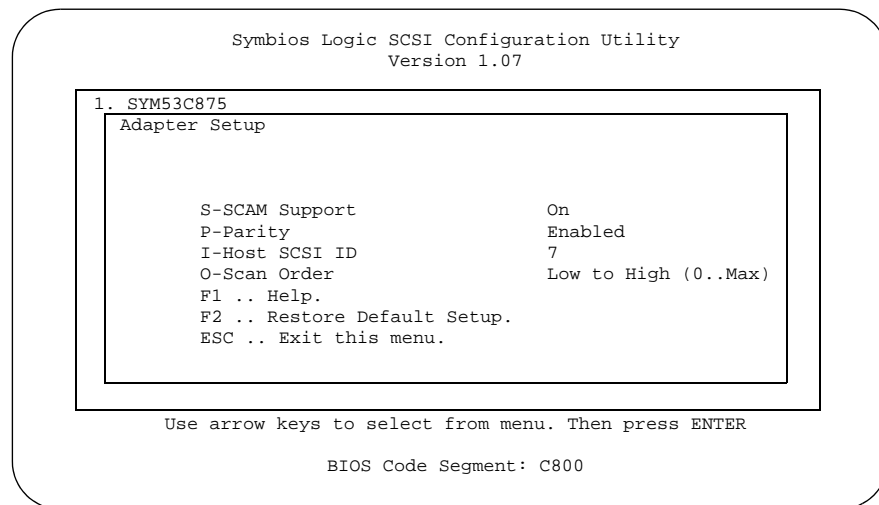 Symbios Logic SCSI Configuration Utility
Version 1.07
1. SYM53C875
Adapter Setup
S-SCAM Support On
P-Parity Enabled
I-Host SCSI ID 7
O-Scan Order Low to High (0..Max)
F1 .. Help.
F2 .. Restore Default Setup.
ESC .. Exit this menu.
Use arrow keys to select from menu. Then press ENTER
BIOS Code Segment: C800